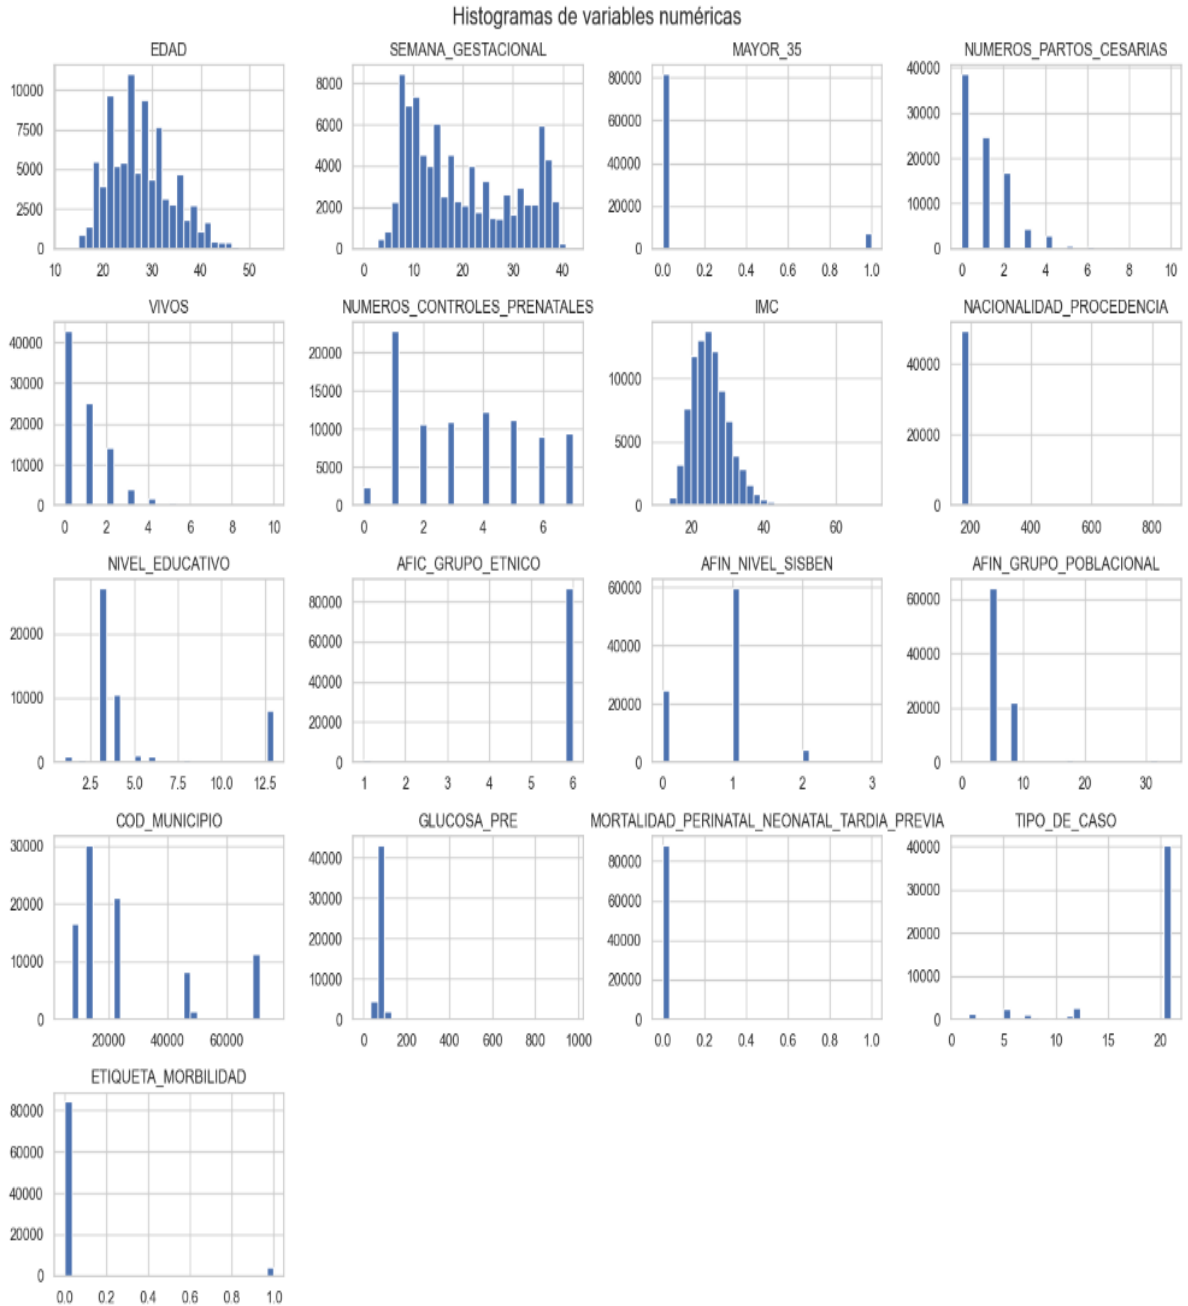 Histogramas de variables numéricas
EDAD SEMANA_GESTACIONAL MAYOR_35 NUMEROS_PARTOS_CESARIAS
10000 7500 5000 2500 0
10 20 30 40 50
8000 6000 4000 2000 0
0 10 20 30 40
80000 60000 40000 20000 0
0.0 0.2 0.4 0.6 0.8 1.0
40000 30000 20000 10000 0
0 2 4 6 8 10
VIVOS NUMEROS_CONTROLES_PRENATALES IMC NACIONALIDAD_PROCEDENCIA
40000 30000 20000 10000 0
0 2 4 6 8 10
20000 15000 10000 5000 0
0 2 4 6
10000 5000 0
20 40 60
40000 20000 0
200 400 600 800
NIVEL_EDUCATIVO AFIC_GRUPO_ETNICO AFIN_NIVEL_SISBEN AFIN_GRUPO_POBLACIONAL
20000 10000 0
2.5 5.0 7.5 10.0 12.5
80000 60000 40000 20000 0
1 2 3 4 5 6
60000 40000 20000 0
0 1 2 3
60000 40000 20000 0
0 10 20 30
COD_MUNICIPIO GLUCOSA_PRE MORTALIDAD_PERINATAL_NEONATAL_TARDIA_PREVIA TIPO_DE_CASO
30000 20000 10000 0
20000 40000 60000
40000 30000 20000 10000 0
0 200 400 600 800 1000
80000 60000 40000 20000 0
0.0 0.2 0.4 0.6 0.8 1.0
40000 30000 20000 10000 0
0 5 10 15 20
ETIQUETA_MORBILIDAD
80000 60000 40000 20000 0
0.0 0.2 0.4 0.6 0.8 1.0